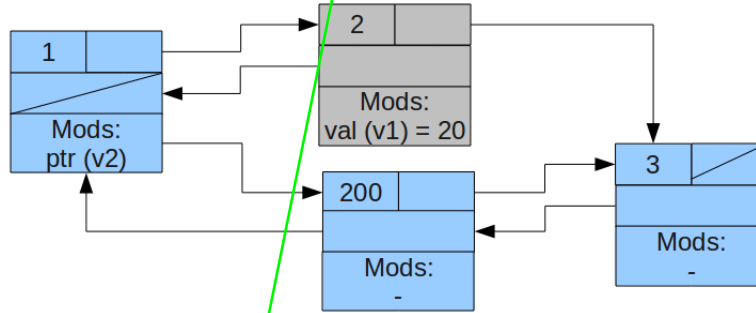 1
Mods:
ptr (v2)
2
Mods:
val (v1) = 20
200
Mods:
-
3
Mods:
-